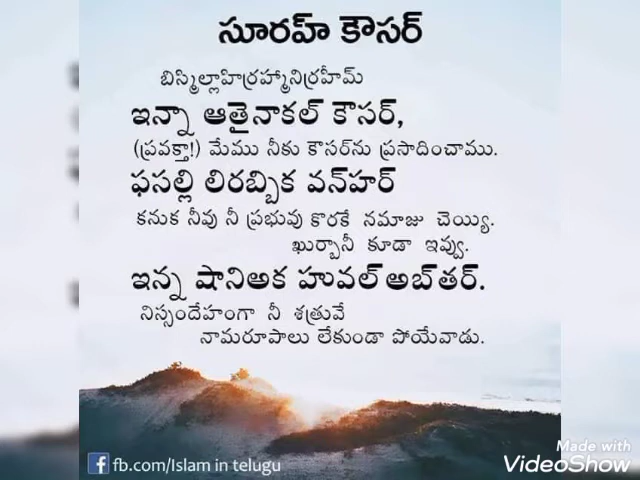 సూరహ్ కౌసర్
బిస్మిల్లాహిర్రహ్మానిర్రహీమ్
ఇన్నా ఆతైనాకల్ కౌసర్,
(ప్రవక్తా!) మేము నీకు కౌసర్‌ను ప్రసాదించాము.
ఫసల్లి లిరబ్బిక వన్‌హర్
కనుక నీవు నీ ప్రభువు కొరకే నమాజు చెయ్యి.
ఖుర్బానీ కూడా ఇవ్వు.
ఇన్న షానిఅక హువల్ అబ్‌తర్.
నిస్సందేహంగా నీ శత్రువే
నామరూపాలు లేకుండా పోయేవాడు.
fb.com/Islam in telugu
Made with
VideoShow